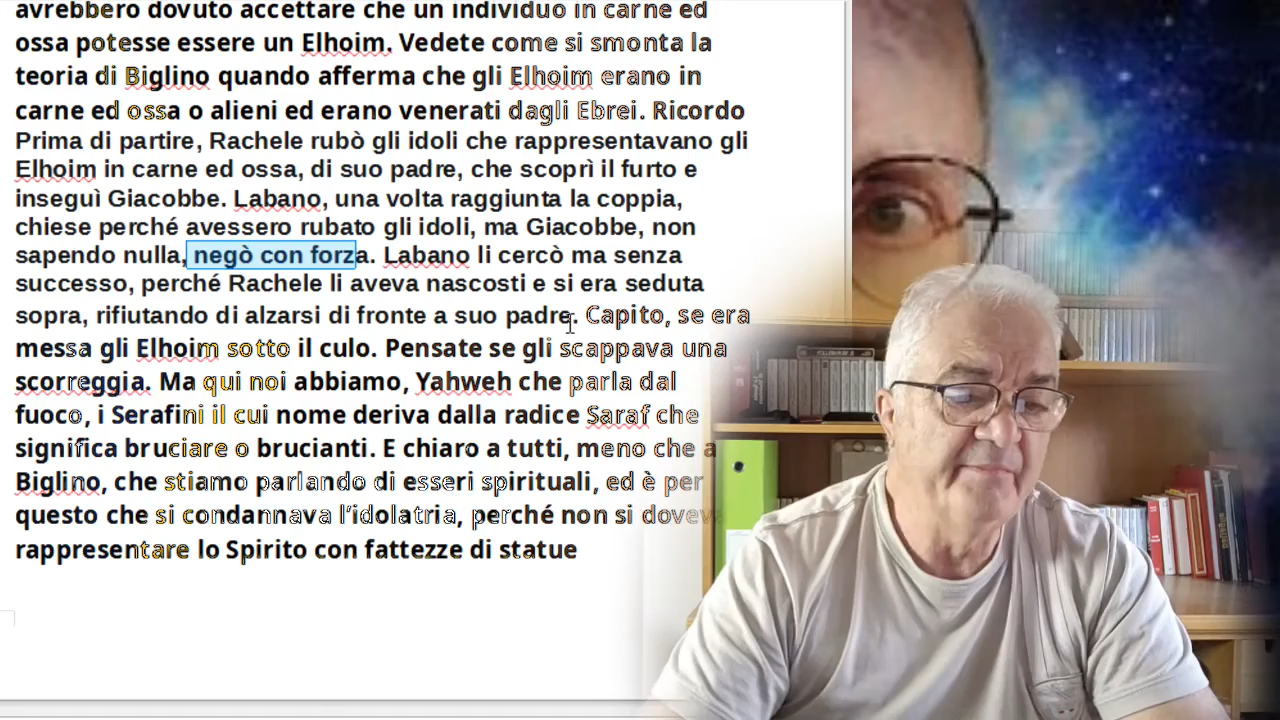 avrebbero dovuto accettare che un individuo in carne ed
ossa potesse essere un Elhoim. Vedete come si smonta la
teoria di Biglino quando afferma che gli Elhoim erano in
carne ed ossa o alieni ed erano venerati dagli Ebrei. Ricordo
Prima di partire, Rachele rubò gli idoli che rappresentavano gli
Elhoim in carne ed ossa, di suo padre, che scoprì il furto e
inseguì Giacobbe. Labano, una volta raggiunta la coppia,
chiese perché avessero rubato gli idoli, ma Giacobbe, non
sapendo nulla, negò con forza. Labano li cercò ma senza
successo, perché Rachele li aveva nascosti e si era seduta
sopra, rifiutando di alzarsi di fronte a suo padre. Capito, se era
messa gli Elhoim sotto il culo. Pensate se gli scappava una
scorreggia. Ma qui noi abbiamo, Yahweh che parla dal
fuoco, i Serafini il cui nome deriva dalla radice Saraf che
significa bruciare o brucianti. E chiaro a tutti, meno che a
Biglino, che stiamo parlando di esseri spirituali, ed è per
questo che si condannava l'idolatria, perché non si doveva
rappresentare lo Spirito con fattezze di statue